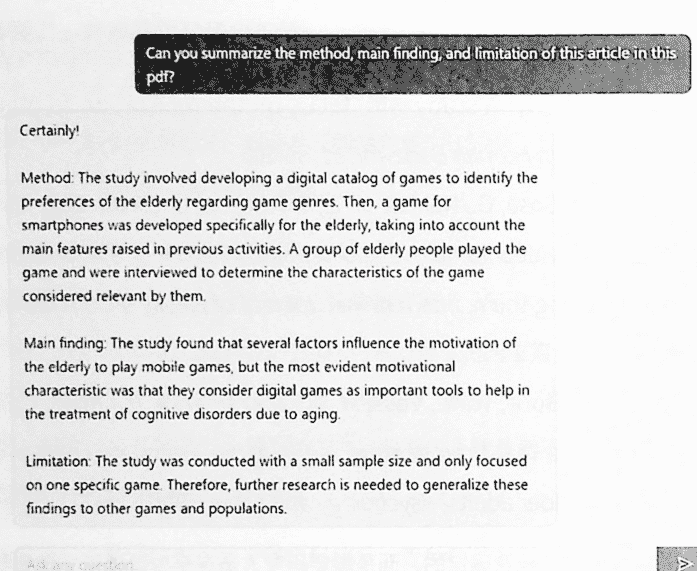 Can you summarize the method, main finding, and limitation of this article in this
pdf?
Certainly!
Method: The study involved developing a digital catalog of games to identify the
preferences of the elderly regarding game genres. Then, a game for
smartphones was developed specifically for the elderly, taking into account the
main features raised in previous activities. A group of elderly people played the
game and were interviewed to determine the characteristics of the game
considered relevant by them.
Main finding: The study found that several factors influence the motivation of
the elderly to play mobile games, but the most evident motivational
characteristic was that they consider digital games as important tools to help in
the treatment of cognitive disorders due to aging.
Limitation: The study was conducted with a small sample size and only focused
on one specific game. Therefore, further research is needed to generalize these
findings to other games and populations.
Ask any question